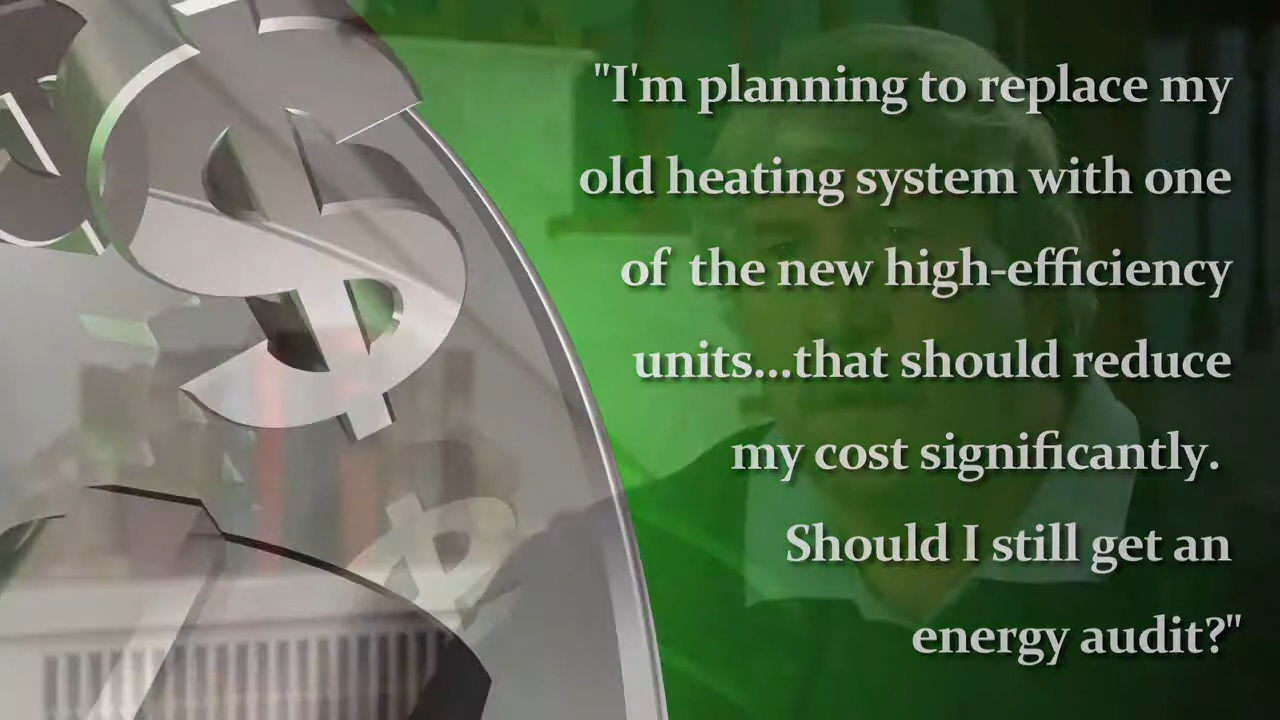 "I'm planning to replace my
old heating system with one
of the new high-efficiency
units...that should reduce
my cost significantly.
Should I still get an
energy audit?"